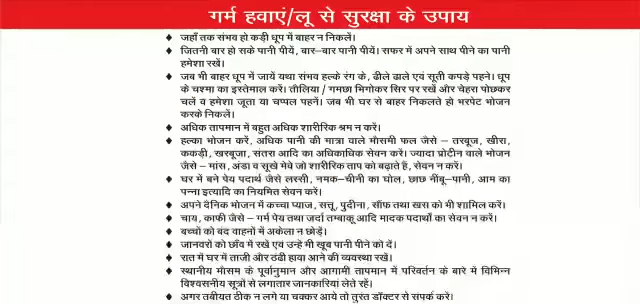 गर्म हवाएं/लू से सुरक्षा के उपाय
♦ जहाँ तक संभव हो कड़ी धूप में बाहर न निकलें।
♦ जितनी बार हो सके पानी पीयें, बार–बार पानी पीयें। सफर में अपने साथ पीने का पानी
हमेशा रखें।
♦ जब भी बाहर धूप में जायें यथा संभव हल्के रंग के, ढीले ढाले एवं सूती कपड़े पहने। धूप
के चश्मा का इस्तेमाल करें। तौलिया / गमछा भिगोकर सिर पर रखें और चेहरा पोछकर
चलें व हमेशा जूता या चप्पल पहनें। जब भी घर से बाहर निकलते हो भरपेट भोजन
करके निकलें।
♦ अधिक तापमान में बहुत अधिक शारीरिक श्रम न करें।
♦ हल्का भोजन करें, अधिक पानी की मात्रा वाले मौसमी फल जैसे – तरबूज, खीरा,
ककड़ी, खरबूजा, संतरा आदि का अधिकाधिक सेवन करें। ज्यादा प्रोटीन वाले भोजन
जैसे – मांस, अंडा व सूखे मेवे जो शारीरिक ताप को बढ़ाते हैं, सेवन न करें।
♦ घर में बने पेय पदार्थ जैसे लस्सी, नमक–चीनी का घोल, छाछ नींबू–पानी, आम का
पन्ना इत्यादि का नियमित सेवन करें।
♦ अपने दैनिक भोजन में कच्चा प्याज, सत्तू, पुदीना, सौंफ तथा खस को भी शामिल करें।
♦ चाय, काफी जैसे – गर्म पेय तथा जर्दा तम्बाकू आदि मादक पदार्थों का सेवन न करें।
♦ बच्चों को बंद वाहनों में अकेला न छोड़ें।
♦ जानवरों को छाँव में रखें एवं उन्हें भी खूब पानी पीने को दें।
♦ रात में घर में ताजी और ठंढी हावा आने की व्यवस्था रखें।
♦ स्थानीय मौसम के पूर्वानुमान और आगामी तापमान में परिवर्तन के बारे मे विभिन्न
विश्वसनीय सूत्रों से लगातार जानकारियां लेते रहें।
♦ अगर तबीयत ठीक न लगे या चक्कर आये तो तुरंत डॉक्टर से संपर्क करें।